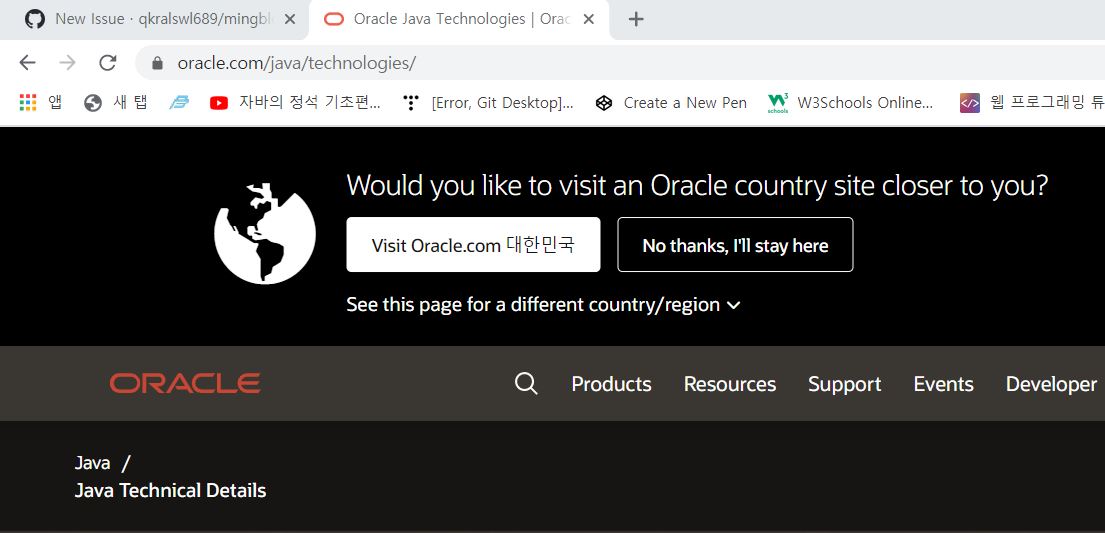 New Issue · qkralswl689/mingbl
Oracle Java Technologies | Orac
oracle.com/java/technologies/
앱 새 탭 자바의 정석 기초편... [Error, Git Desktop]... Create a New Pen W3Schools Online... 웹 프로그래밍 튜
Would you like to visit an Oracle country site closer to you?
Visit Oracle.com 대한민국
No thanks, I'll stay here
See this page for a different country/region
ORACLE
Products Resources Support Events Developer
Java /
Java Technical Details